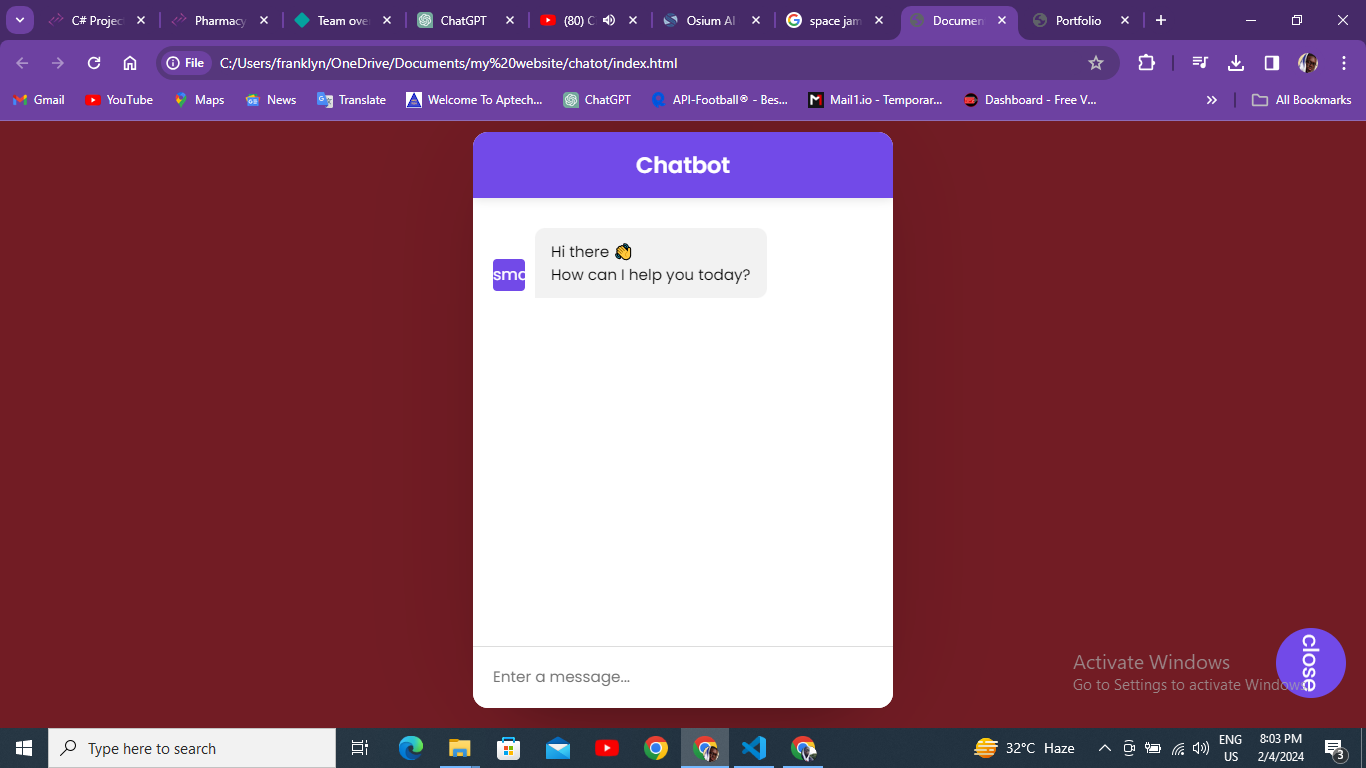 C# Projec
Pharmacy
Team ove
ChatGPT
(80) C
Osium AI
space jam
Documen
Portfolio
File
C:/Users/franklyn/OneDrive/Documents/my%20website/chatot/index.html
Gmail
YouTube
Maps
News
Translate
Welcome To Aptech...
ChatGPT
API-Football® - Bes...
Mail1.io - Temporar...
Dashboard - Free V...
»
All Bookmarks
Chatbot
Hi there 👋
How can I help you today?
Enter a message...
close
Activate Windows
Go to Settings to activate Windows.
Type here to search
32°C Haze
ENG
US
8:03 PM
2/4/2024
3